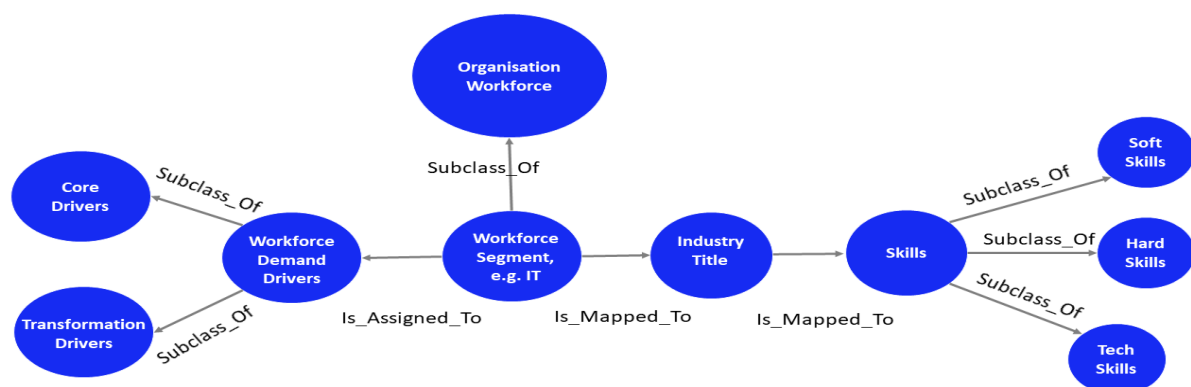 Organisation
Workforce
Subclass_Of
Core
Drivers
Subclass_Of
Workforce
Demand
Drivers
Transformation
Drivers
Subclass_Of
Is_Assigned_To
Workforce
Segment,
e.g. IT
Is_Mapped_To
Industry
Title
Is_Mapped_To
Skills
Subclass_Of
Soft
Skills
Subclass_Of
Hard
Skills
Subclass_Of
Tech
Skills